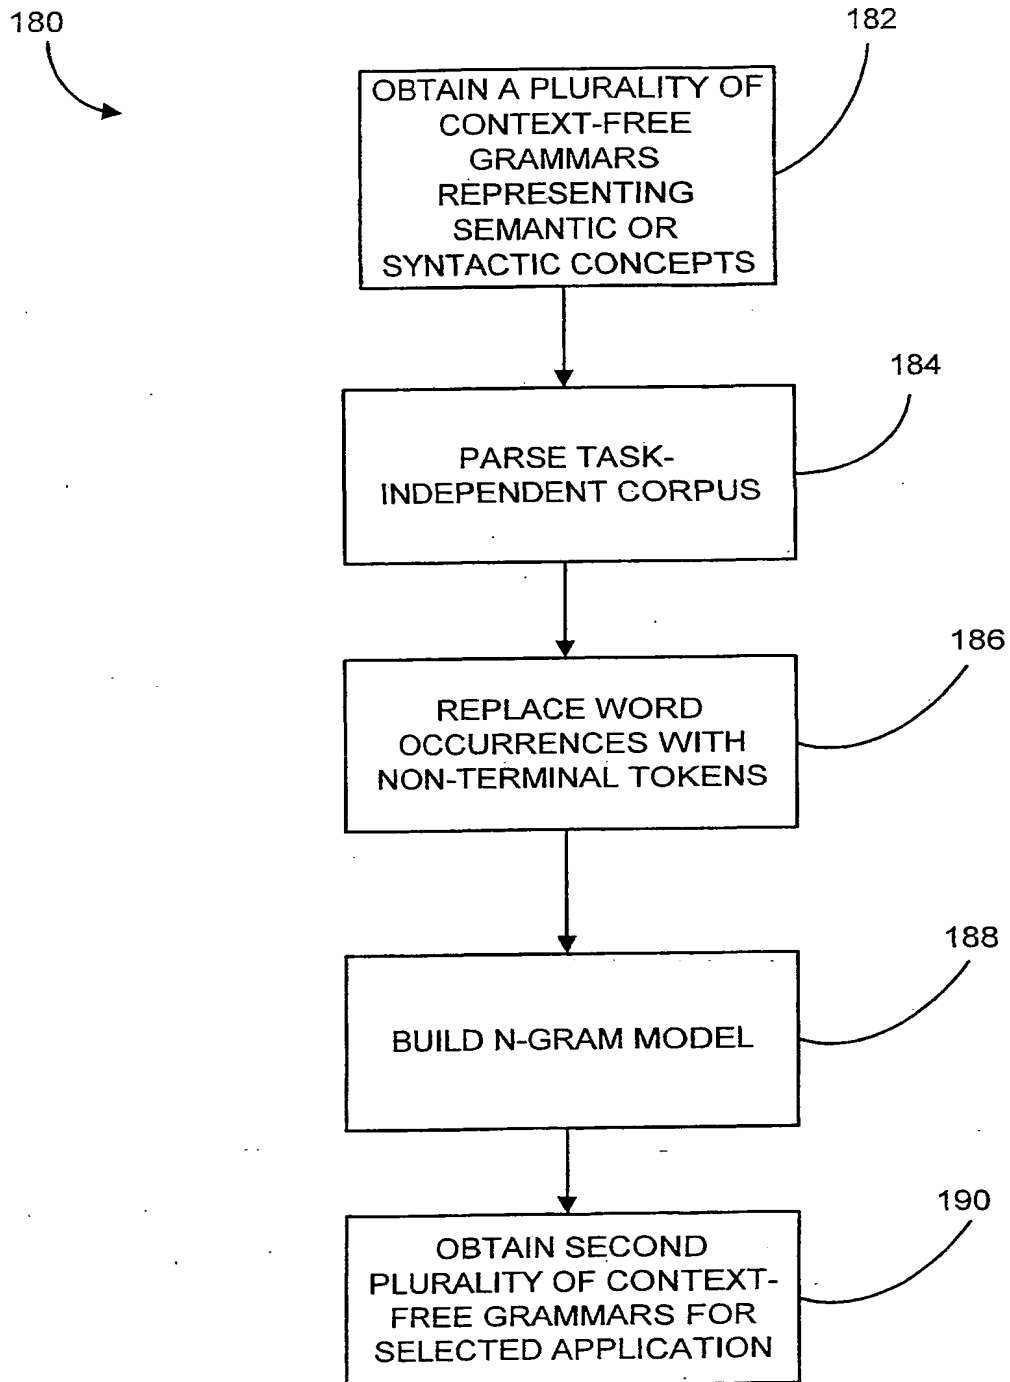 180
182
OBTAIN A PLURALITY OF
CONTEXT-FREE
GRAMMARS
REPRESENTING
SEMANTIC OR
SYNTACTIC CONCEPTS
184
PARSE TASK-
INDEPENDENT CORPUS
186
REPLACE WORD
OCCURRENCES WITH
NON-TERMINAL TOKENS
188
BUILD N-GRAM MODEL
190
OBTAIN SECOND
PLURALITY OF CONTEXT-
FREE GRAMMARS FOR
SELECTED APPLICATION